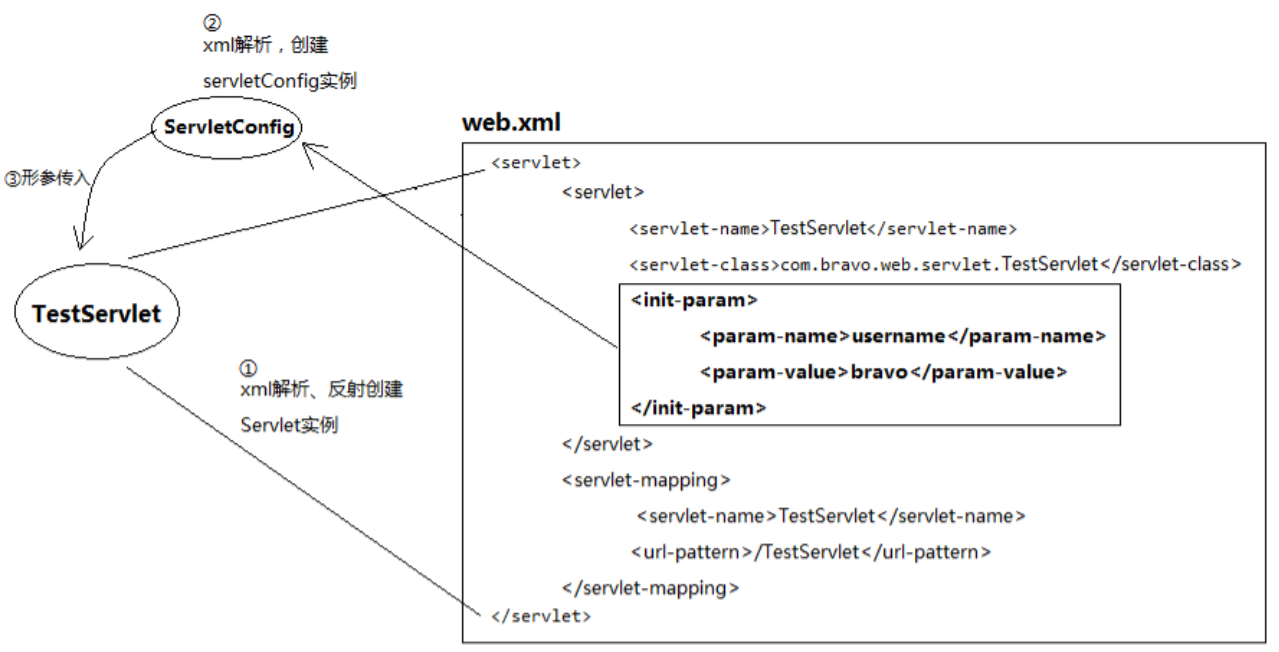 ②
xml解析，创建
servletConfig实例
ServletConfig
③形参传入
TestServlet
①
xml解析、反射创建
Servlet实例
web.xml
<servlet>
<servlet>
<servlet-name>TestServlet</servlet-name>
<servlet-class>com.bravo.web.servlet.TestServlet</servlet-class>
<init-param>
<param-name>username</param-name>
<param-value>bravo</param-value>
</init-param>
</servlet>
<servlet-mapping>
<servlet-name>TestServlet</servlet-name>
<url-pattern>/TestServlet</url-pattern>
</servlet-mapping>
</servlet>